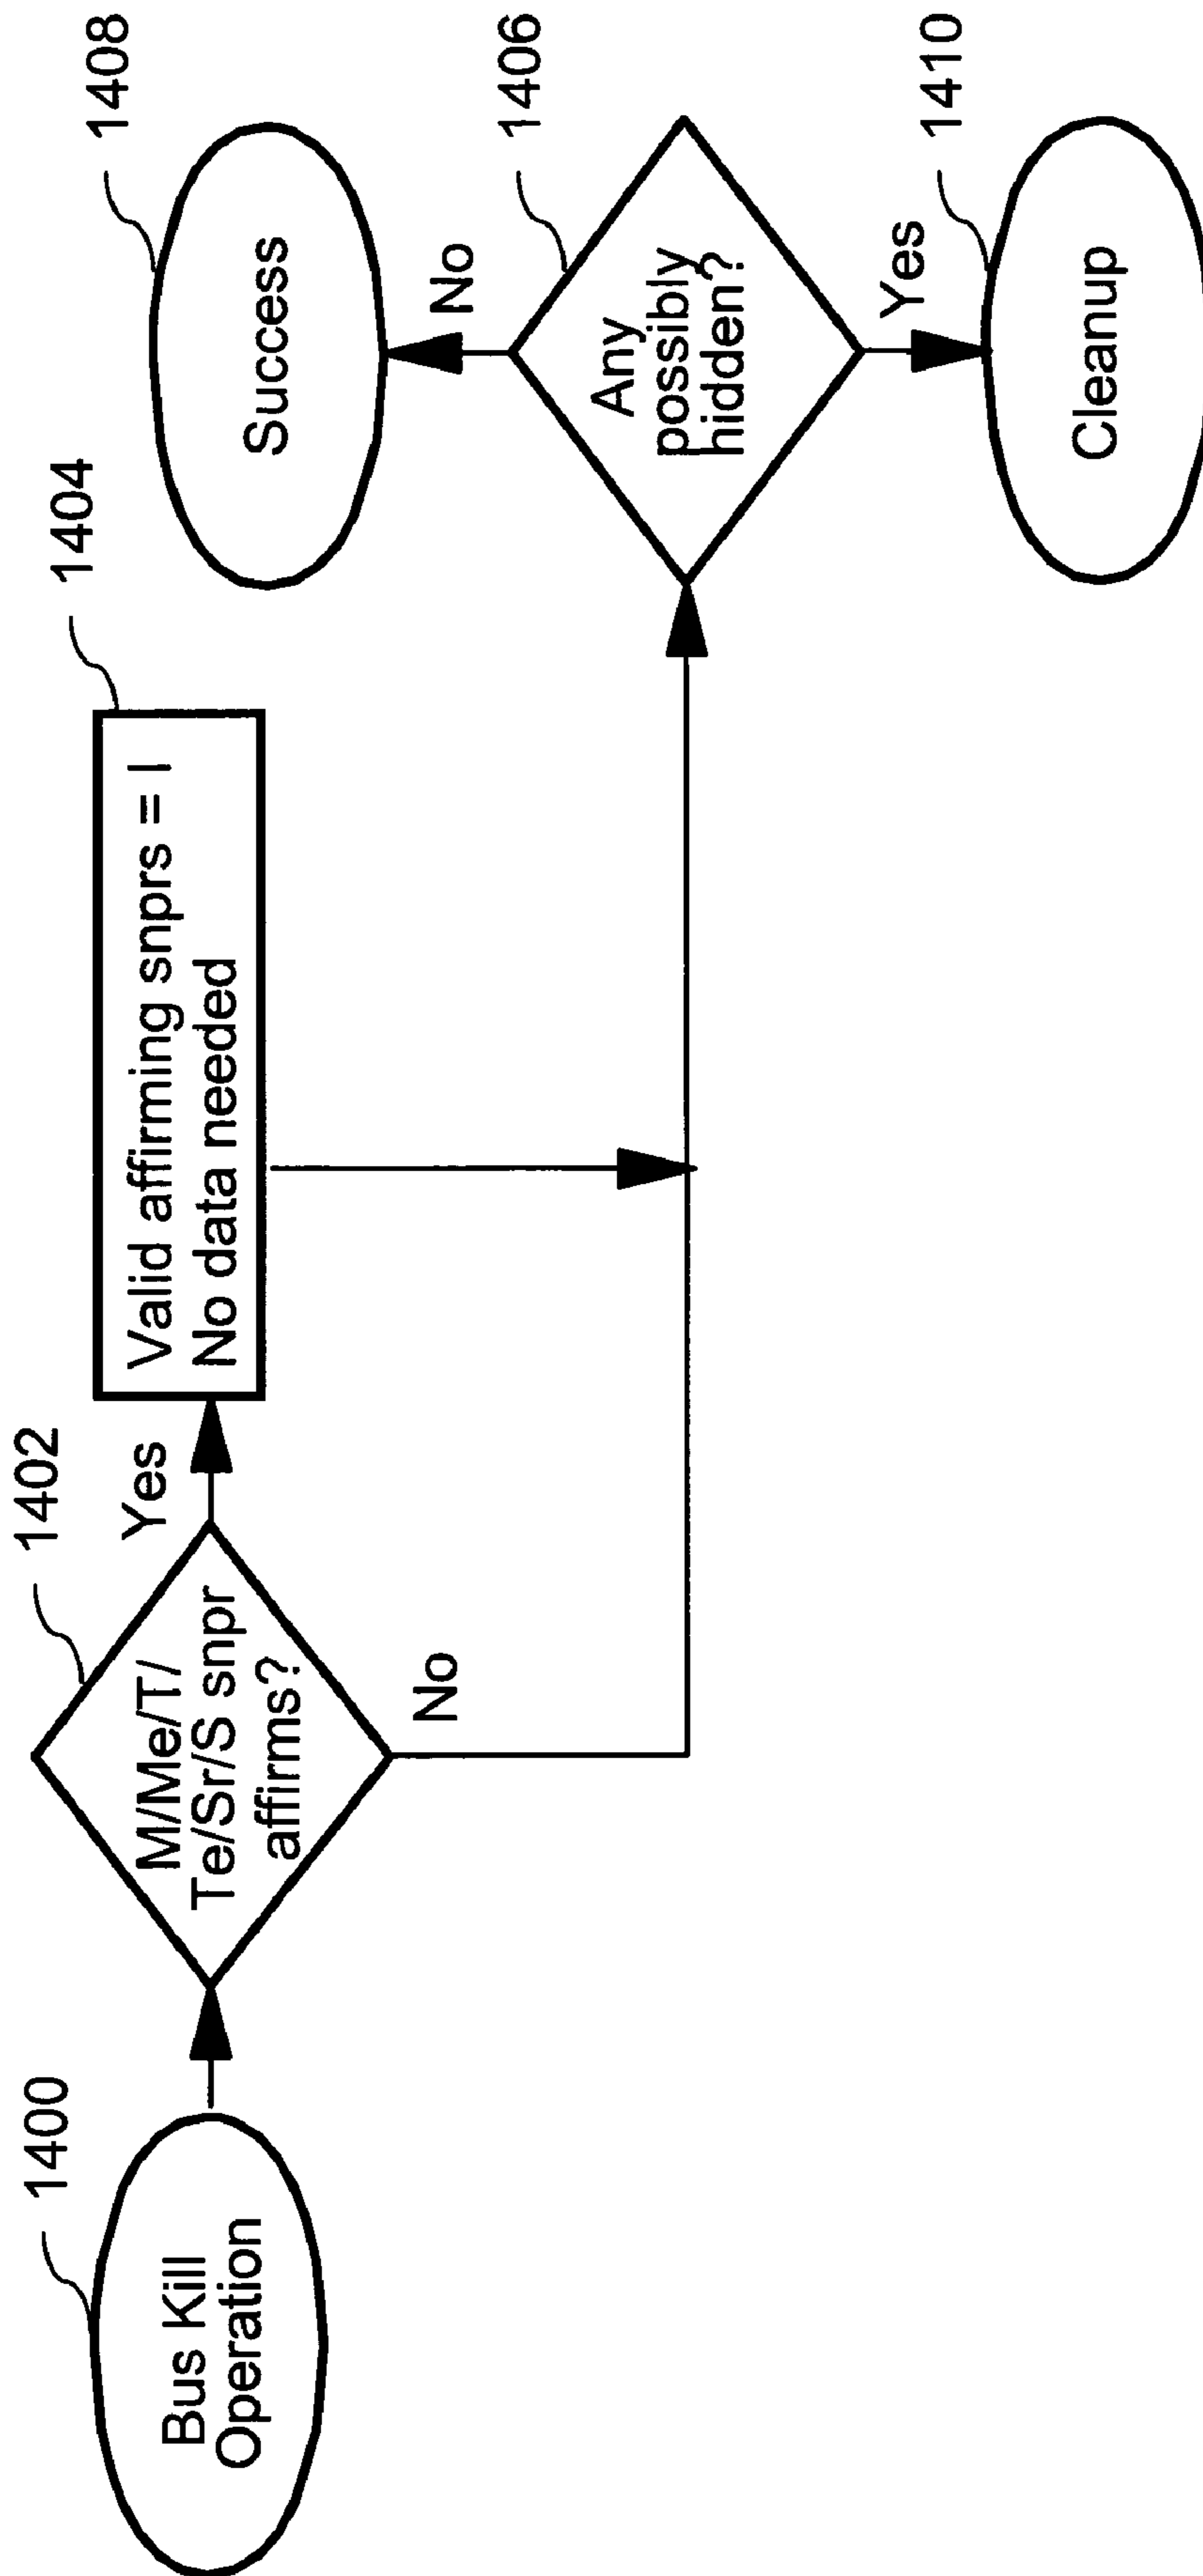 1400
Bus Kill
Operation
1402
M/Me/T/
Te/Sr/S snpr
affirms?
Yes
No
1404
Valid affirming snprs = I
No data needed
1406
Any
possibly
hidden?
No
Yes
1408
Success
1410
Cleanup